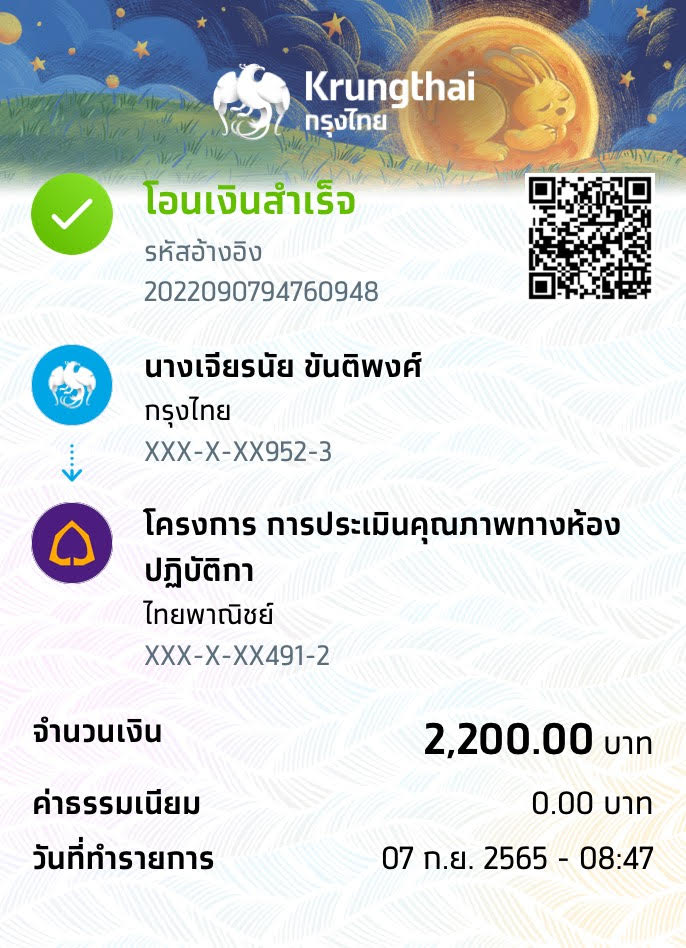 Krungthai
กรุงไทย
โอนเงินสำเร็จ
รหัสอ้างอิง
2022090794760948
นางเจียรนัย ขันติพงศ์
กรุงไทย
XXX-X-XX952-3
โครงการ การประเมินคุณภาพทางห้อง
ปฏิบัติกา
ไทยพาณิชย์
XXX-X-XX491-2
จำนวนเงิน 2,200.00 บาท
ค่าธรรมเนียม 0.00 บาท
วันที่ทำรายการ 07 ก.ย. 2565 - 08:47